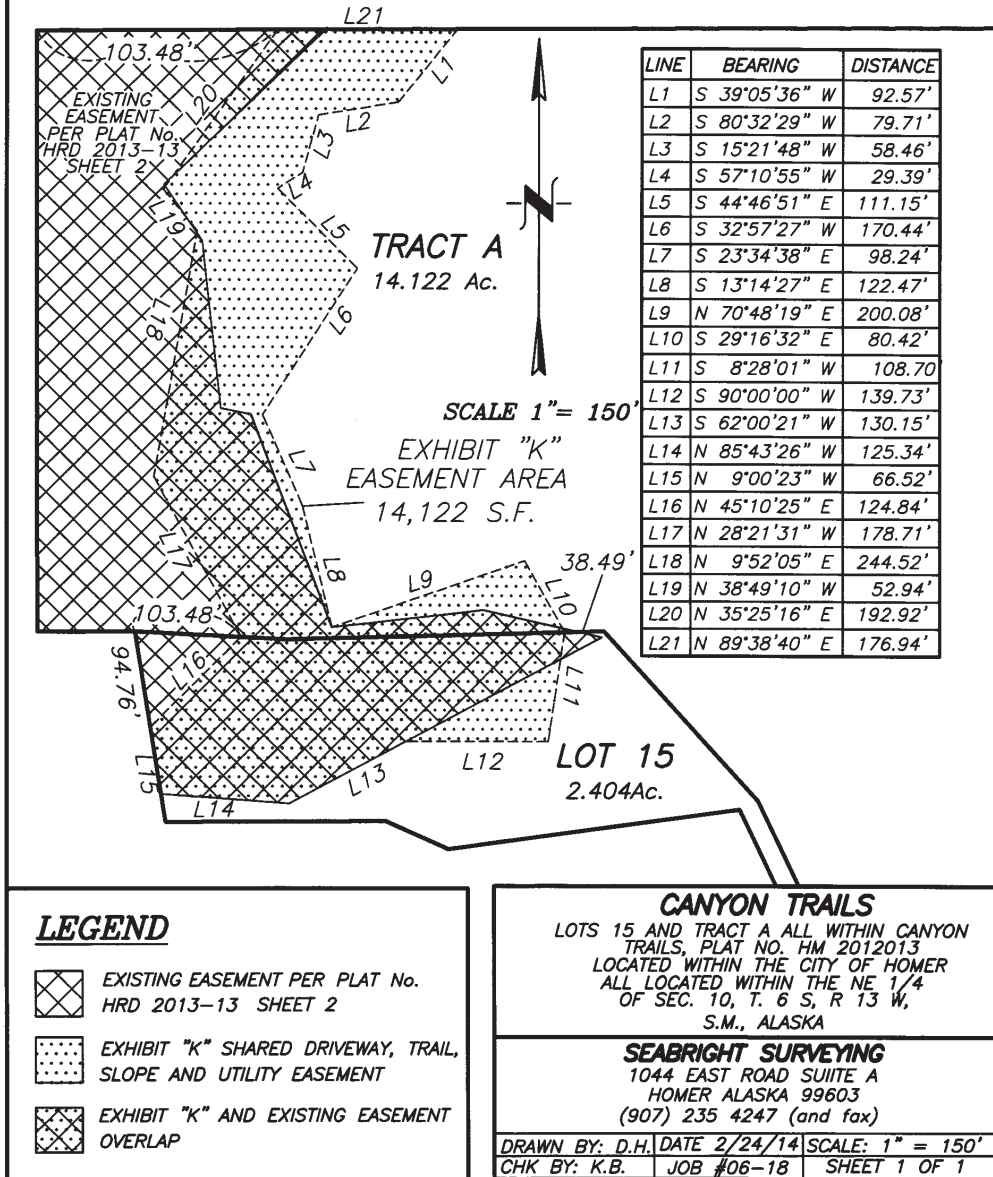 L21
103.48'
EXISTING
EASEMENT
PER PLAT No.
HRD 2013-13
SHEET 2
L20
L1
L2
L3
L4
L19
L5
TRACT A
14.122 Ac.
L6
L18
SCALE 1"= 150'
EXHIBIT "K"
EASEMENT AREA
14,122 S.F.
L7
L17
L8
L9
38.49'
L10
103.48'
94.76'
L16
L11
L15
L14
L13
L12
LOT 15
2.404Ac.
LINE BEARING DISTANCE
L1 S 39°05'36" W 92.57'
L2 S 80°32'29" W 79.71'
L3 S 15°21'48" W 58.46'
L4 S 57°10'55" W 29.39'
L5 S 44°46'51" E 111.15'
L6 S 32°57'27" W 170.44'
L7 S 23°34'38" E 98.24'
L8 S 13°14'27" E 122.47'
L9 N 70°48'19" E 200.08'
L10 S 29°16'32" E 80.42'
L11 S 8°28'01" W 108.70
L12 S 90°00'00" W 139.73'
L13 S 62°00'21" W 130.15'
L14 N 85°43'26" W 125.34'
L15 N 9°00'23" W 66.52'
L16 N 45°10'25" E 124.84'
L17 N 28°21'31" W 178.71'
L18 N 9°52'05" E 244.52'
L19 N 38°49'10" W 52.94'
L20 N 35°25'16" E 192.92'
L21 N 89°38'40" E 176.94'
LEGEND
EXISTING EASEMENT PER PLAT No.
HRD 2013-13 SHEET 2
EXHIBIT "K" SHARED DRIVEWAY, TRAIL,
SLOPE AND UTILITY EASEMENT
EXHIBIT "K" AND EXISTING EASEMENT
OVERLAP
CANYON TRAILS
LOTS 15 AND TRACT A ALL WITHIN CANYON
TRAILS, PLAT NO. HM 2012013
LOCATED WITHIN THE CITY OF HOMER
ALL LOCATED WITHIN THE NE 1/4
OF SEC. 10, T. 6 S, R 13 W,
S.M., ALASKA
SEABRIGHT SURVEYING
1044 EAST ROAD SUIITE A
HOMER ALASKA 99603
(907) 235 4247 (and fax)
DRAWN BY: D.H. DATE 2/24/14 SCALE: 1" = 150'
CHK BY: K.B. JOB #06-18 SHEET 1 OF 1